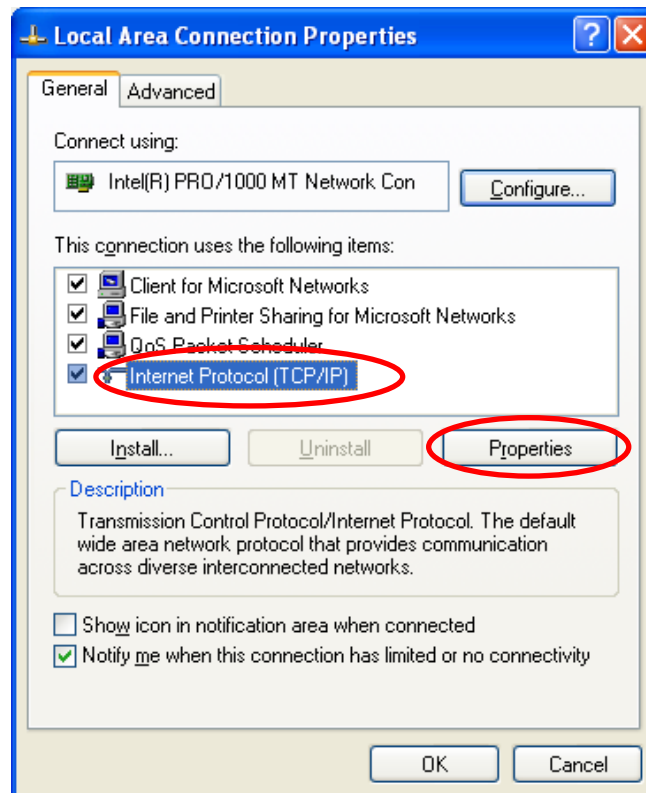 Local Area Connection Properties
General Advanced
Connect using:
Intel(R) PRO/1000 MT Network Con
Configure...
This connection uses the following items:
Client for Microsoft Networks
File and Printer Sharing for Microsoft Networks
QoS Packet Scheduler
Internet Protocol (TCP/IP)
Install... Uninstall Properties
Description
Transmission Control Protocol/Internet Protocol. The default
wide area network protocol that provides communication
across diverse interconnected networks.
Show icon in notification area when connected
Notify me when this connection has limited or no connectivity
OK Cancel